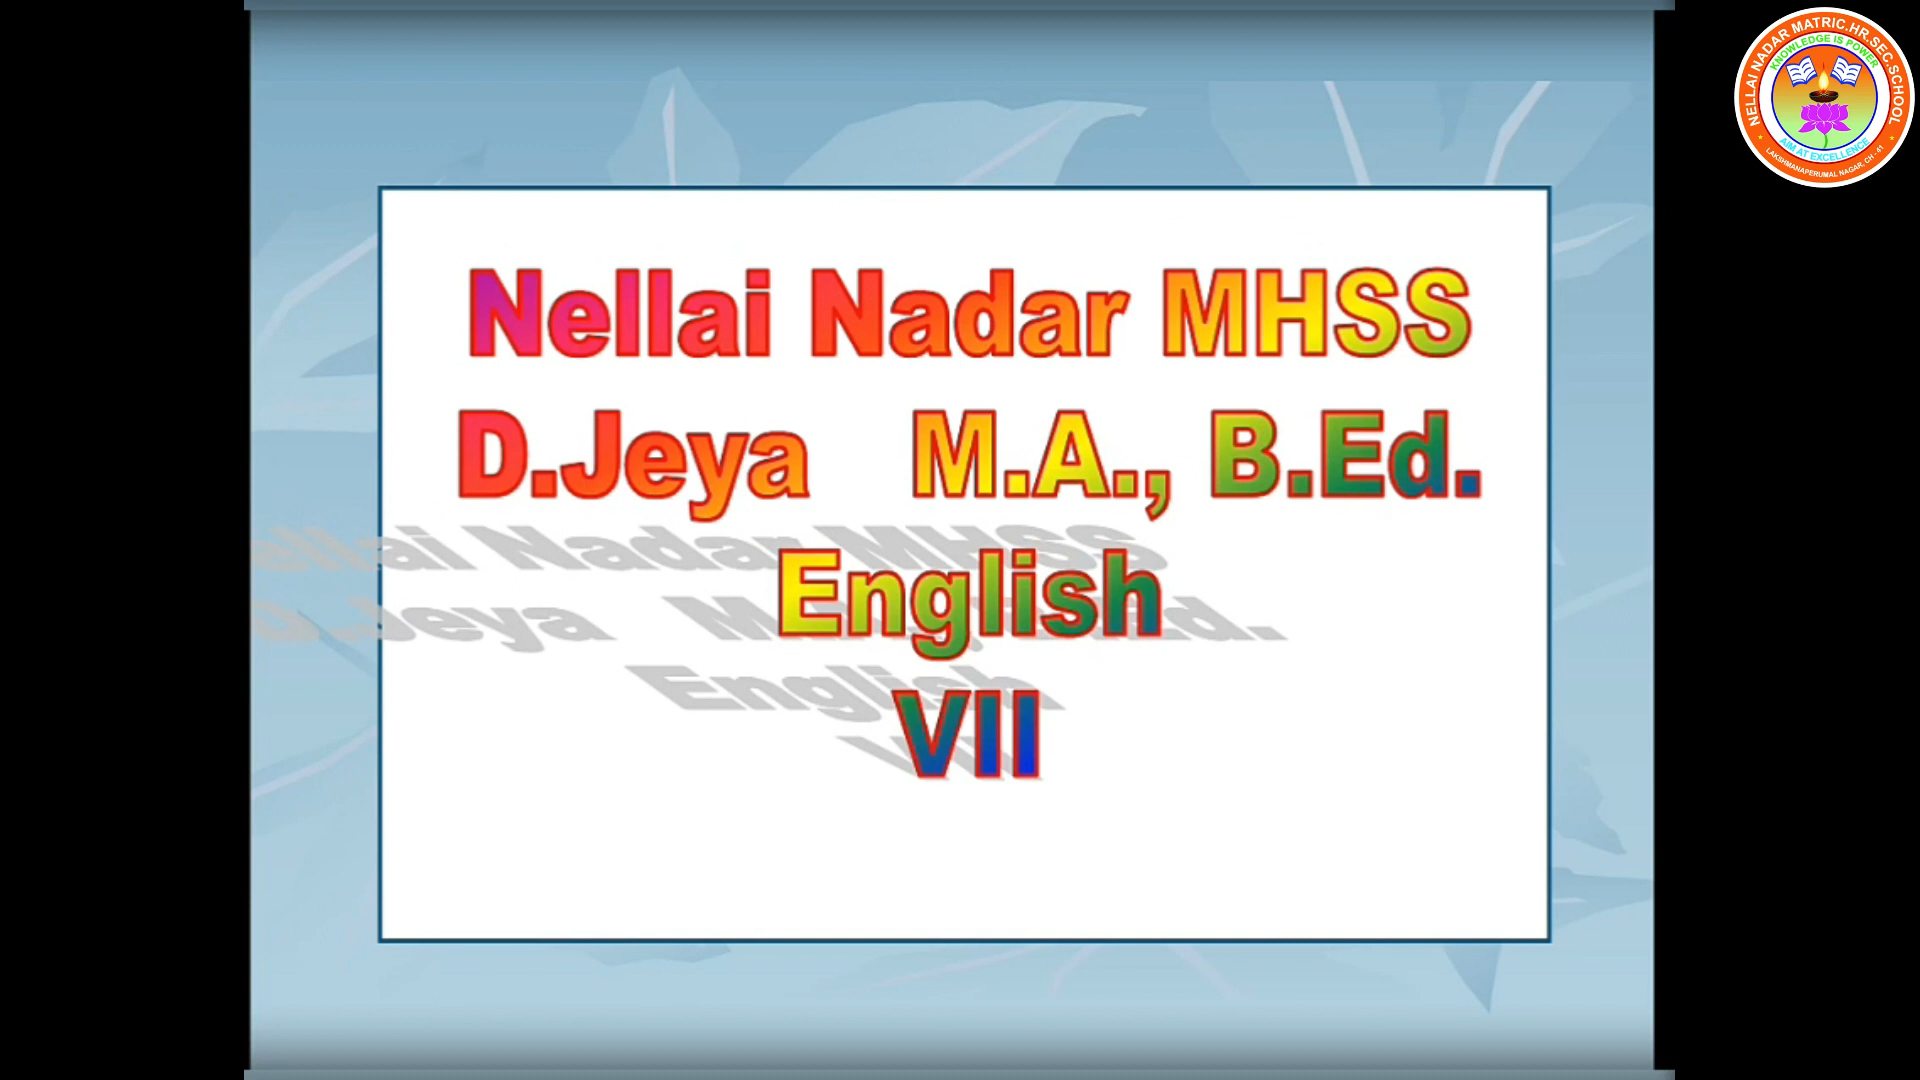 Nellai Nadar MHSS
D.Jeya M.A., B.Ed.
English
VII
NELLAI NADAR MATRIC.HR.SEC.SCHOOL
KNOWLEDGE IS POWER
AIM AT EXCELLENCE
LAKSHMANAPERUMAL NAGAR, CH - 41